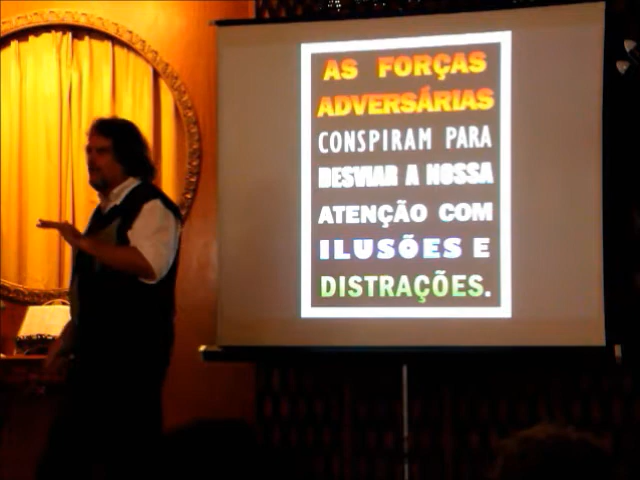 AS FORÇAS
ADVERSÁRIAS
CONSPIRAM PARA
DESVIAR A NOSSA
ATENÇÃO COM
ILUSÕES E
DISTRAÇÕES.